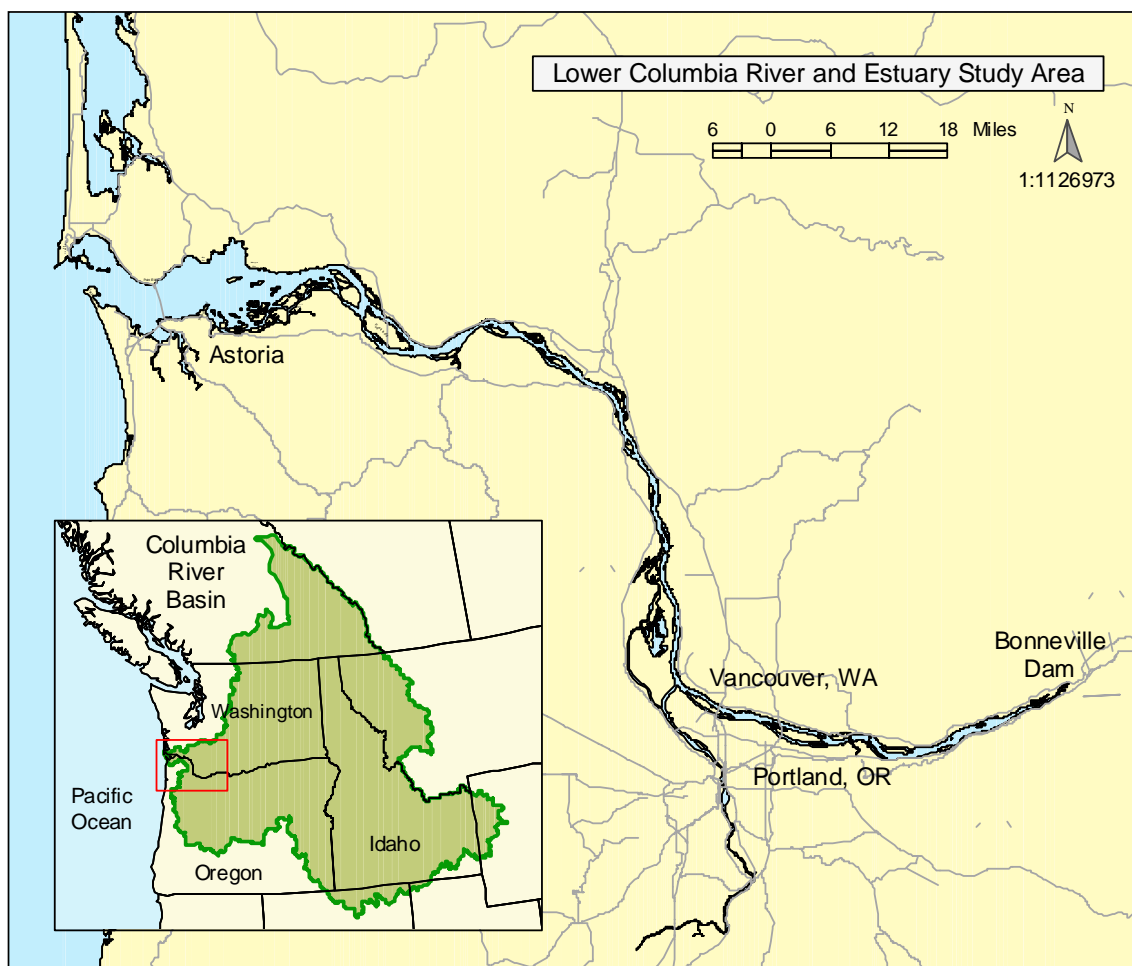 Lower Columbia River and Estuary Study Area
6 0 6 12 18 Miles
N
1:1126973
Astoria
Bonneville
Dam
Vancouver, WA
Portland, OR
Columbia
River
Basin
Washington
Pacific
Ocean
Idaho
Oregon